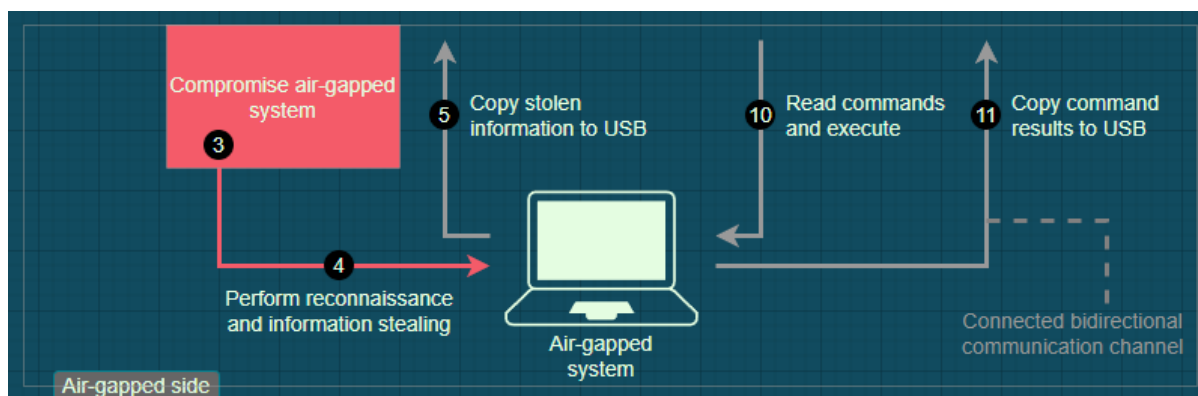 Compromise air-gapped
system
3
5
Copy stolen
information to USB
10
Read commands
and execute
11
Copy command
results to USB
4
Perform reconnaissance
and information stealing
Air-gapped
system
Connected bidirectional
communication channel
Air-gapped side